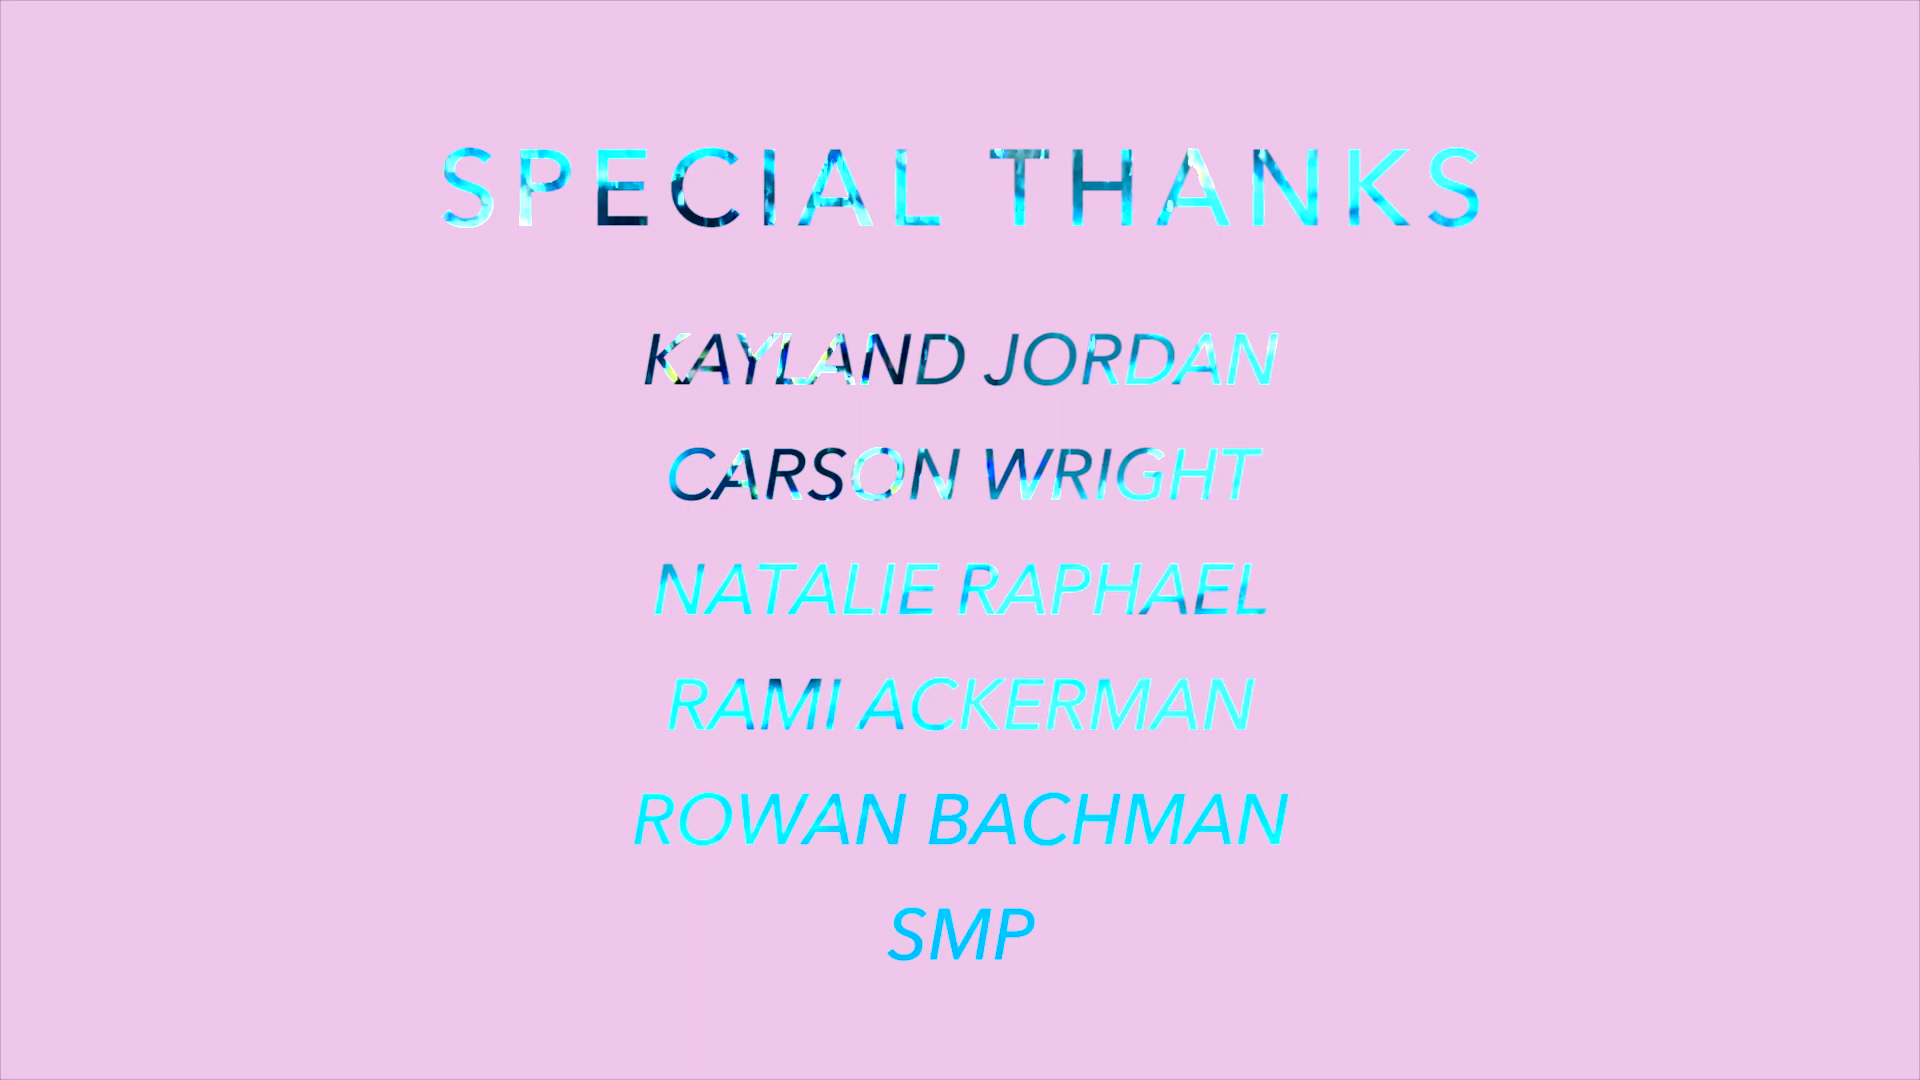 SPECIAL THANKS
KAYLAND JORDAN
CARSON WRIGHT
NATALIE RAPHAEL
RAMI ACKERMAN
ROWAN BACHMAN
SMP